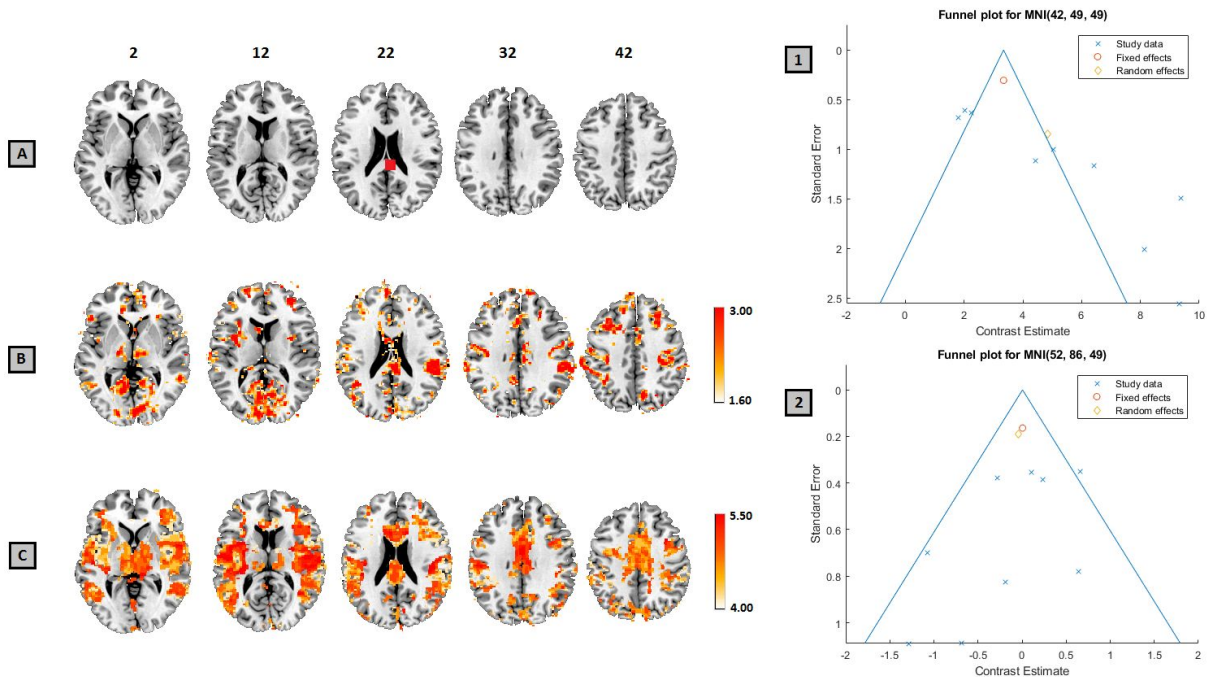 2 12 22 32 42
A
B
3.00
1.60
C
5.50
4.00
1
Funnel plot for MNI(42, 49, 49)
Study data
Fixed effects
Random effects
Standard Error
0
0.5
1
1.5
2
2.5
0 2 4 6 8 10
Contrast Estimate
2
Funnel plot for MNI(52, 86, 49)
Study data
Fixed effects
Random effects
Standard Error
0
0.2
0.4
0.6
0.8
1
-2 -1.5 -1 -0.5 0 0.5 1 1.5 2
Contrast Estimate